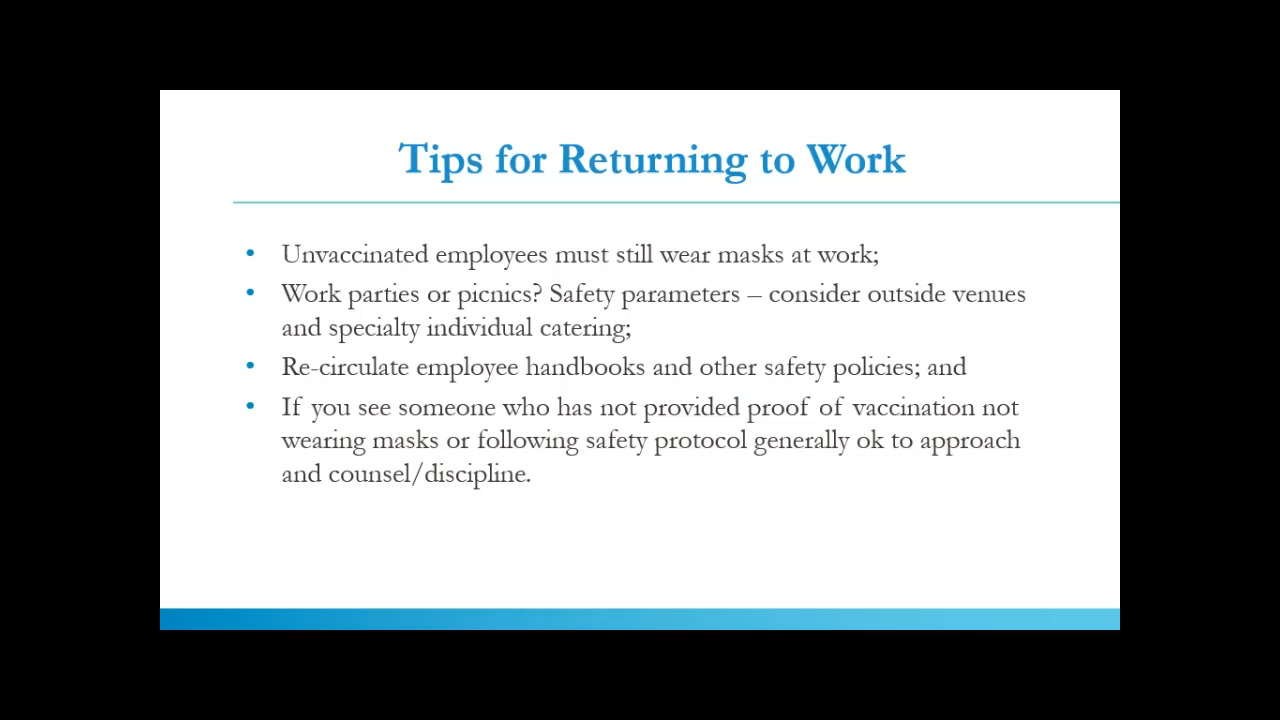 Tips for Returning to Work
• Unvaccinated employees must still wear masks at work;
• Work parties or picnics? Safety parameters – consider outside venues
and specialty individual catering;
• Re-circulate employee handbooks and other safety policies; and
• If you see someone who has not provided proof of vaccination not
wearing masks or following safety protocol generally ok to approach
and counsel/discipline.